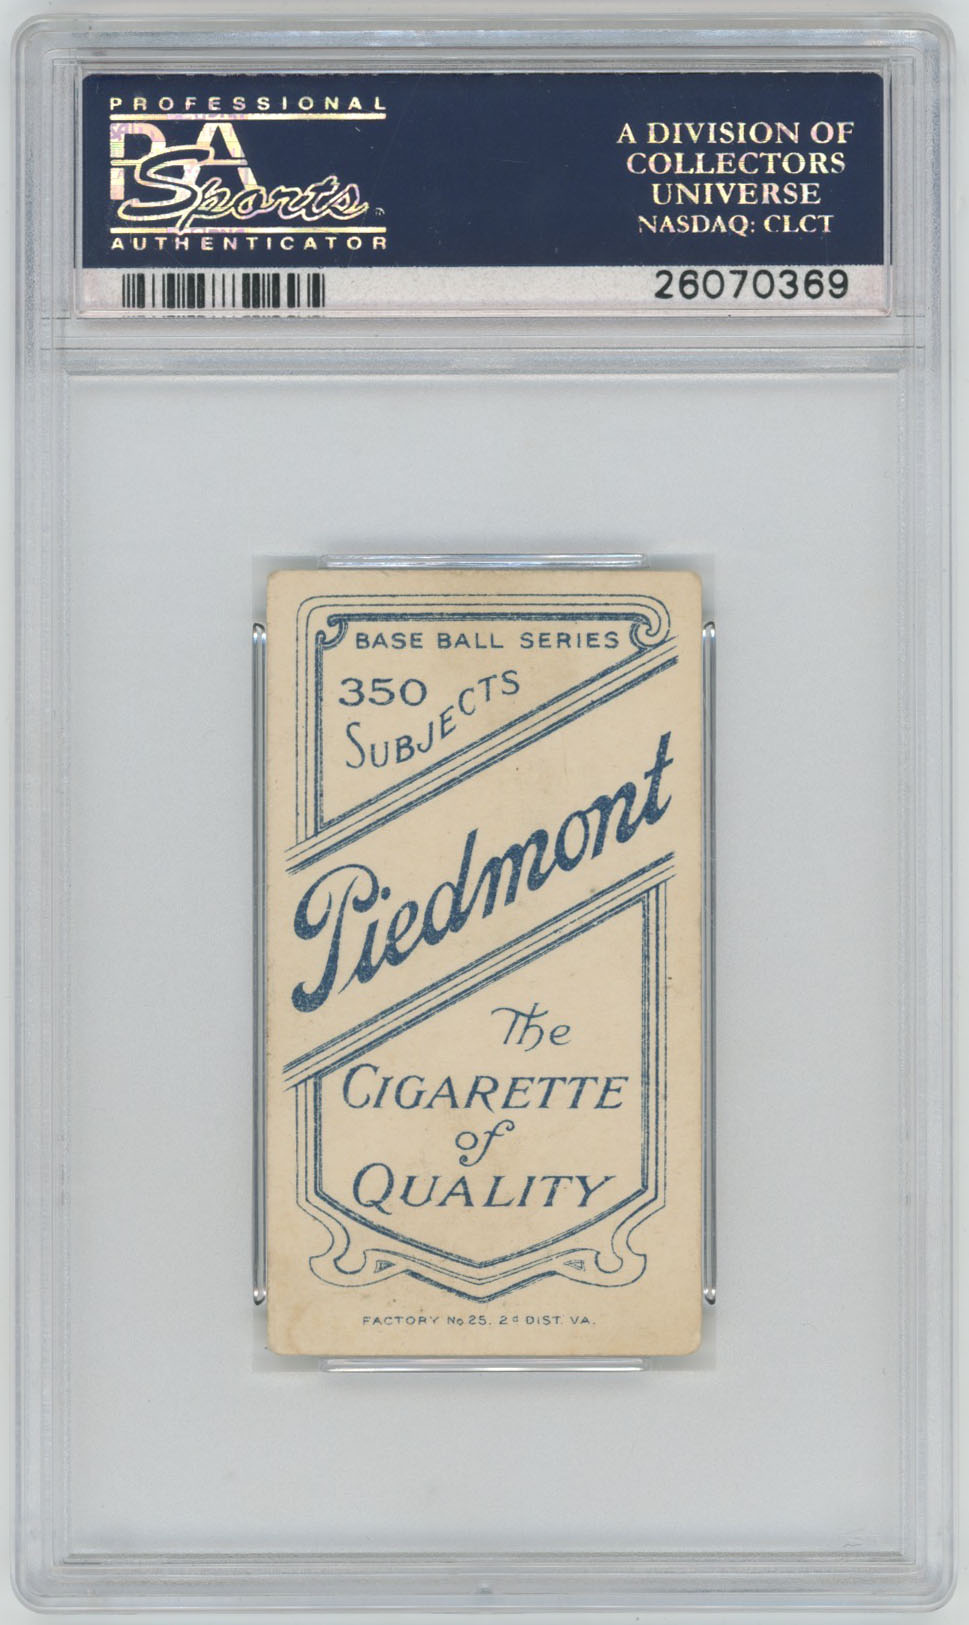 PROFESSIONAL
PSA
Sports
AUTHENTICATOR
A DIVISION OF
COLLECTORS
UNIVERSE
NASDAQ: CLCT
26070369
BASE BALL SERIES
350
SUBJECTS
Piedmont
The
CIGARETTE
of
QUALITY
FACTORY No 25. 2d DIST. VA.